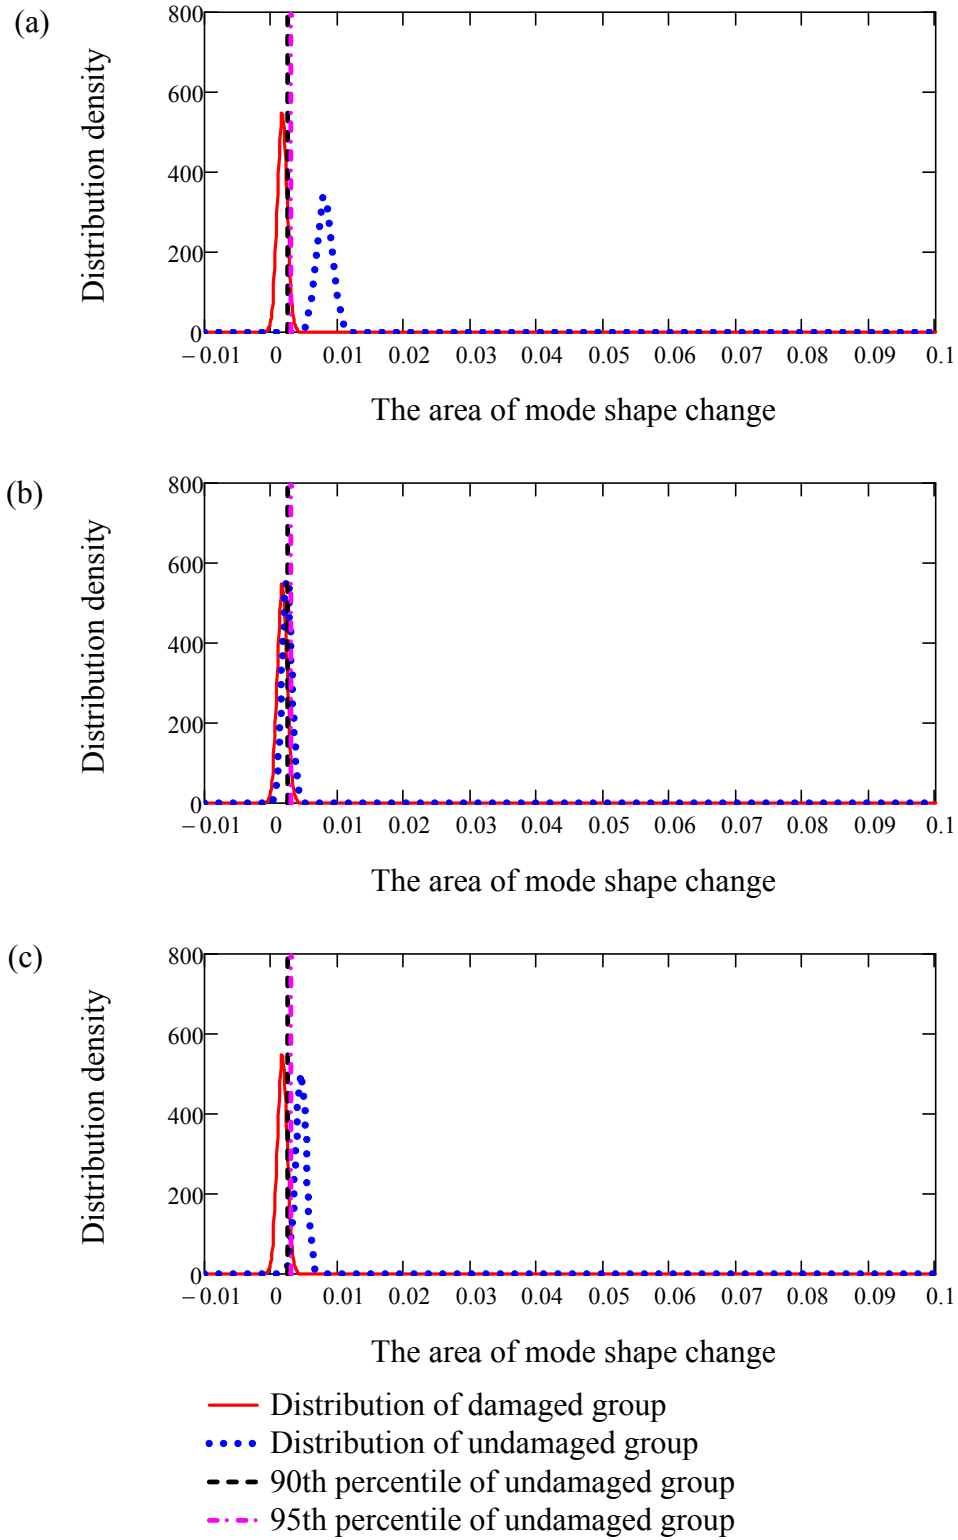 (a)
Distribution density
800
600
400
200
0
−0.01 0 0.01 0.02 0.03 0.04 0.05 0.06 0.07 0.08 0.09 0.1
The area of mode shape change
(b)
Distribution density
800
600
400
200
0
−0.01 0 0.01 0.02 0.03 0.04 0.05 0.06 0.07 0.08 0.09 0.1
The area of mode shape change
(c)
Distribution density
800
600
400
200
0
−0.01 0 0.01 0.02 0.03 0.04 0.05 0.06 0.07 0.08 0.09 0.1
The area of mode shape change
Distribution of damaged group
Distribution of undamaged group
90th percentile of undamaged group
95th percentile of undamaged group